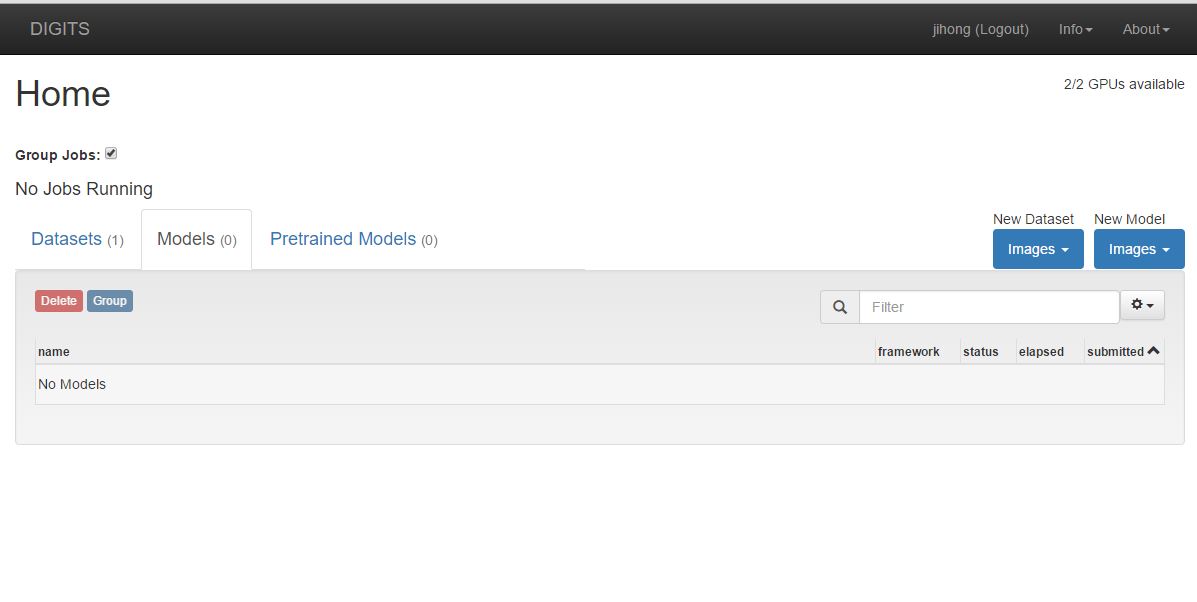 DIGITS jihong (Logout) Info About
Home 2/2 GPUs available
Group Jobs:
No Jobs Running
New Dataset New Model
Datasets (1) Models (0) Pretrained Models (0) Images Images
Delete Group Filter
name framework status elapsed submitted
No Models